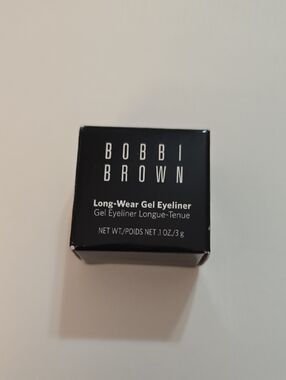 BOBBI
BROWN
Long-Wear Gel Eyeliner
Gel Eyeliner Longue-Tenue
NET WT./POIDS NET .1 OZ./3 g